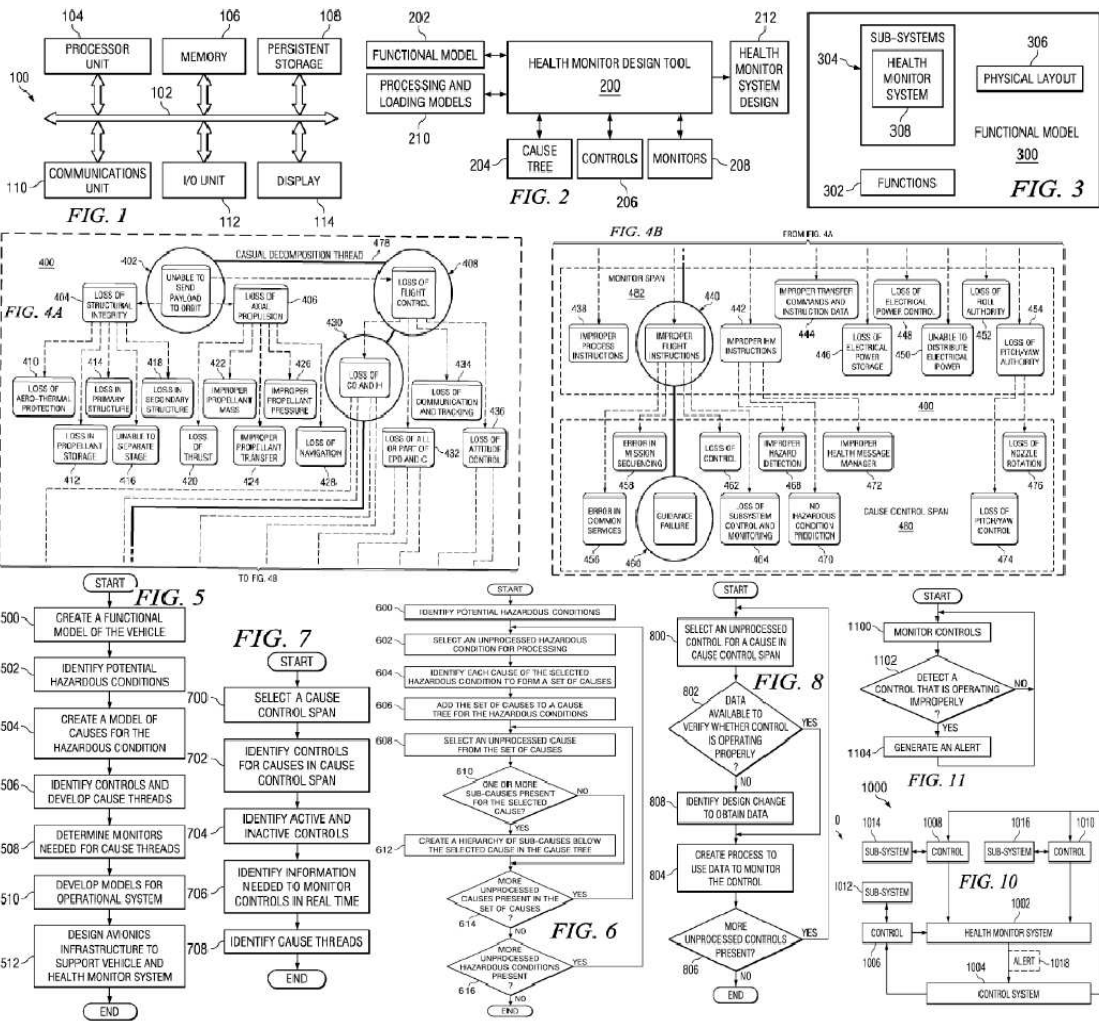 104
PROCESSOR
UNIT
106
MEMORY
108
PERSISTENT
STORAGE
100
102
110
COMMUNICATIONS
UNIT
I/O UNIT
112
DISPLAY
114
FIG. 1
202
FUNCTIONAL MODEL
PROCESSING AND
LOADING MODELS
210
HEALTH MONITOR DESIGN TOOL
200
212
HEALTH
MONITOR
SYSTEM
DESIGN
204
CAUSE
TREE
CONTROLS
206
MONITORS
208
FIG. 2
SUB-SYSTEMS
304
HEALTH
MONITOR
SYSTEM
308
306
PHYSICAL LAYOUT
FUNCTIONAL MODEL
300
302
FUNCTIONS
FIG. 3
400
FIG. 4A
CASUAL DECOMPOSITION THREAD
478
402
UNABLE TO
SEND
PAYLOAD
TO ORBIT
404
LOSS OF
STRUCTURAL
INTEGRITY
LOSS OF
AXIAL
PROPULSION
406
LOSS OF
FLIGHT
CONTROL
408
430
LOSS OF
CD AND H
410
LOSS OF
AERO-THERMAL
PROTECTION
414
LOSS IN
PRIMARY
STRUCTURE
418
LOSS IN
SECONDARY
STRUCTURE
422
IMPROPER
PROPELLANT
MASS
426
IMPROPER
PROPELLANT
PRESSURE
434
LOSS OF
COMMUNICATION
AND TRACKING
LOSS IN
PROPELLANT
STORAGE
412
UNABLE TO
SEPARATE
STAGE
416
LOSS
OF
THRUST
420
IMPROPER
PROPELLANT
TRANSFER
424
LOSS
OF
NAVIGATION
428
LOSS OF ALL
OR PART OF
EPD AND C
432
436
LOSS OF
ATTITUDE
CONTROL
TO FIG. 4B
FIG. 4B
FROM FIG. 4A
MONITOR SPAN
482
438
IMPROPER
PROCESS
INSTRUCTIONS
440
IMPROPER
FLIGHT
INSTRUCTIONS
442
IMPROPER IHM
INSTRUCTIONS
IMPROPER TRANSFER
COMMANDS AND
INSTRUCTION DATA
444
446
LOSS OF
ELECTRICAL
POWER
STORAGE
LOSS OF
ELECTRICAL
POWER CONTROL
448
450
UNABLE TO
DISTRIBUTE
ELECTRICAL
POWER
LOSS OF
ROLL
AUTHORITY
452
454
LOSS OF
PITCH/YAW
AUTHORITY
400
ERROR IN
MISSION
SEQUENCING
458
LOSS OF
CONTROL
462
IMPROPER
HAZARD
DETECTION
468
IMPROPER
HEALTH MESSAGE
MANAGER
472
LOSS OF
NOZZLE
ROTATION
476
ERROR IN
COMMON
SERVICES
456
GUIDANCE
FAILURE
460
LOSS OF
SUBSYSTEM
CONTROL AND
MONITORING
464
NO
HAZARDOUS
CONDITION
PREDICTION
470
CAUSE CONTROL SPAN
480
LOSS OF
PITCH/YAW
CONTROL
474
FIG. 5
START
500
CREATE A FUNCTIONAL
MODEL OF THE VEHICLE
502
IDENTIFY POTENTIAL
HAZARDOUS CONDITIONS
504
CREATE A MODEL OF
CAUSES FOR THE
HAZARDOUS CONDITION
506
IDENTIFY CONTROLS AND
DEVELOP CAUSE THREADS
508
DETERMINE MONITORS
NEEDED FOR CAUSE THREADS
510
DEVELOP MODELS FOR
OPERATIONAL SYSTEM
512
DESIGN AVIONICS
INFRASTRUCTURE TO
SUPPORT VEHICLE AND
HEALTH MONITOR SYSTEM
END
FIG. 7
START
700
SELECT A CAUSE
CONTROL SPAN
702
IDENTIFY CONTROLS
FOR CAUSES IN CAUSE
CONTROL SPAN
704
IDENTIFY ACTIVE AND
INACTIVE CONTROLS
706
IDENTIFY INFORMATION
NEEDED TO MONITOR
CONTROLS IN REAL TIME
708
IDENTIFY CAUSE THREADS
END
START
600
IDENTIFY POTENTIAL HAZARDOUS CONDITIONS
602
SELECT AN UNPROCESSED HAZARDOUS
CONDITION FOR PROCESSING
604
IDENTIFY EACH CAUSE OF THE SELECTED
HAZARDOUS CONDITION TO FORM A SET OF CAUSES
606
ADD THE SET OF CAUSES TO A CAUSE
TREE FOR THE HAZARDOUS CONDITIONS
608
SELECT AN UNPROCESSED CAUSE
FROM THE SET OF CAUSES
610
ONE OR MORE
SUB-CAUSES PRESENT
FOR THE SELECTED
CAUSE?
NO
YES
612
CREATE A HIERARCHY OF SUB-CAUSES BELOW
THE SELECTED CAUSE IN THE CAUSE TREE
MORE
UNPROCESSED
CAUSES PRESENT IN THE
SET OF CAUSES
?
YES
614
NO
FIG. 6
MORE
UNPROCESSED
HAZARDOUS CONDITIONS
PRESENT
?
YES
616
NO
END
START
800
SELECT AN UNPROCESSED
CONTROL FOR A CAUSE IN
CAUSE CONTROL SPAN
FIG. 8
802
DATA
AVAILABLE TO
VERIFY WHETHER CONTROL
IS OPERATING
PROPERLY
?
YES
NO
808
IDENTIFY DESIGN CHANGE
TO OBTAIN DATA
804
CREATE PROCESS TO
USE DATA TO MONITOR
THE CONTROL
MORE
UNPROCESSED CONTROLS
PRESENT?
YES
806
NO
END
START
1100
MONITOR CONTROLS
1102
DETECT A
CONTROL THAT IS OPERATING
IMPROPERLY
?
NO
YES
1104
GENERATE AN ALERT
FIG. 11
1000
0
1014
SUB-SYSTEM
1008
CONTROL
1016
SUB-SYSTEM
1010
CONTROL
FIG. 10
1012
SUB-SYSTEM
1002
CONTROL
1006
HEALTH MONITOR SYSTEM
ALERT
1018
1004
CONTROL SYSTEM